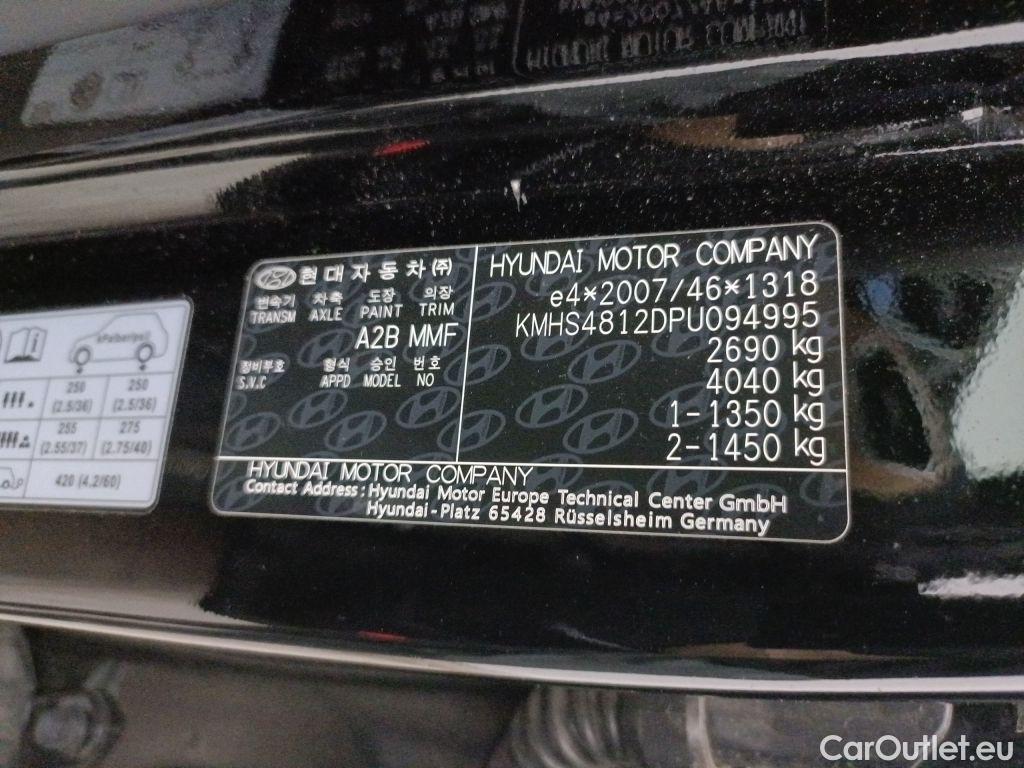 현대자동차(주)
변속기 차축 도장 의장
TRANSM AXLE PAINT TRIM
A2B MMF
정비부호 형식 승인 번호
S.V.C APPD MODEL NO
HYUNDAI MOTOR COMPANY
e4*2007/46*1318
KMHS4812DPU094995
2690 kg
4040 kg
1-1350 kg
2-1450 kg
HYUNDAI MOTOR COMPANY
Contact Address : Hyundai Motor Europe Technical Center GmbH
Hyundai-Platz 65428 Rüsselsheim Germany
250 250
(2.5/36) (2.5/36)
255 275
(2.55/37) (2.75/40)
420 (4.2/60)
CarOutlet.eu